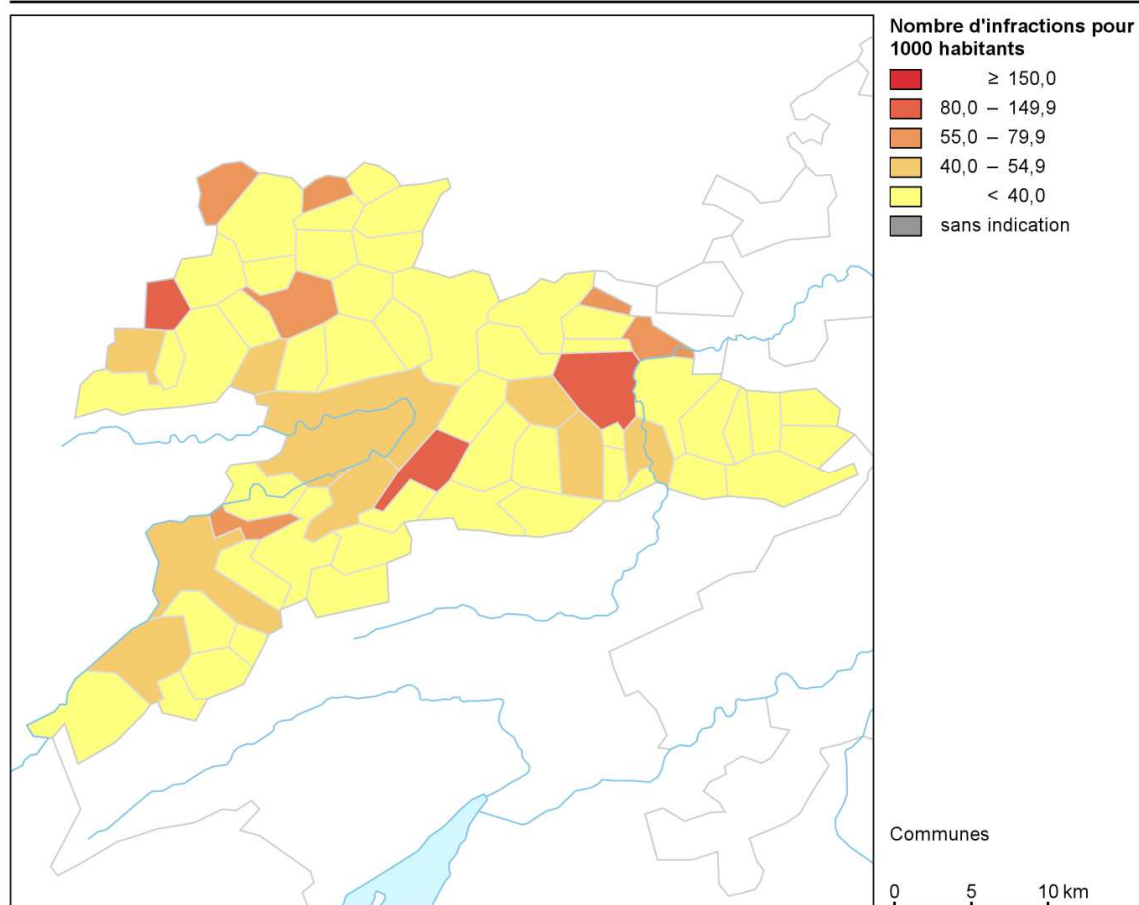 Nombre d'infractions pour
1000 habitants
≥ 150,0
80,0 – 149,9
55,0 – 79,9
40,0 – 54,9
< 40,0
sans indication
Communes
0 5 10 km